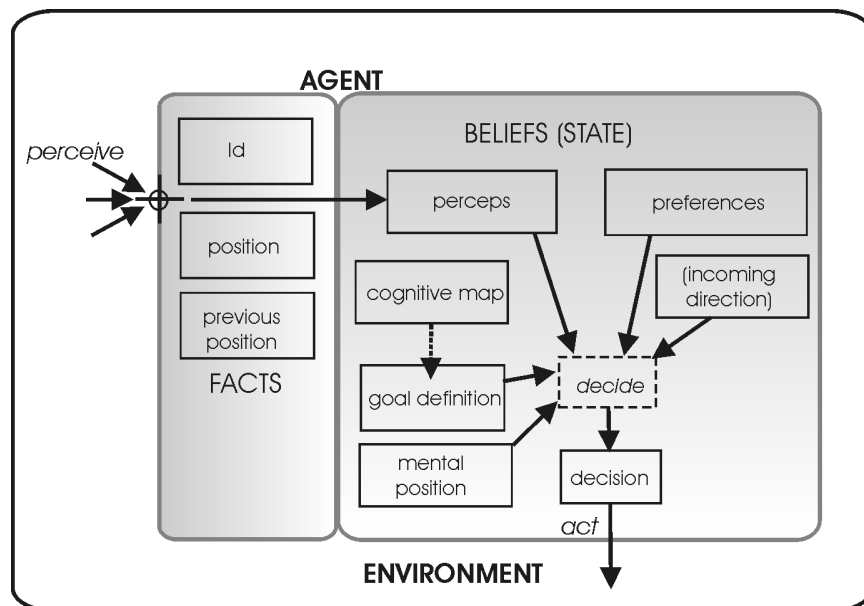 AGENT
perceive
Id
position
previous
position
FACTS
BELIEFS (STATE)
perceps
preferences
cognitive map
(incoming
direction)
goal definition
decide
mental
position
decision
act
ENVIRONMENT